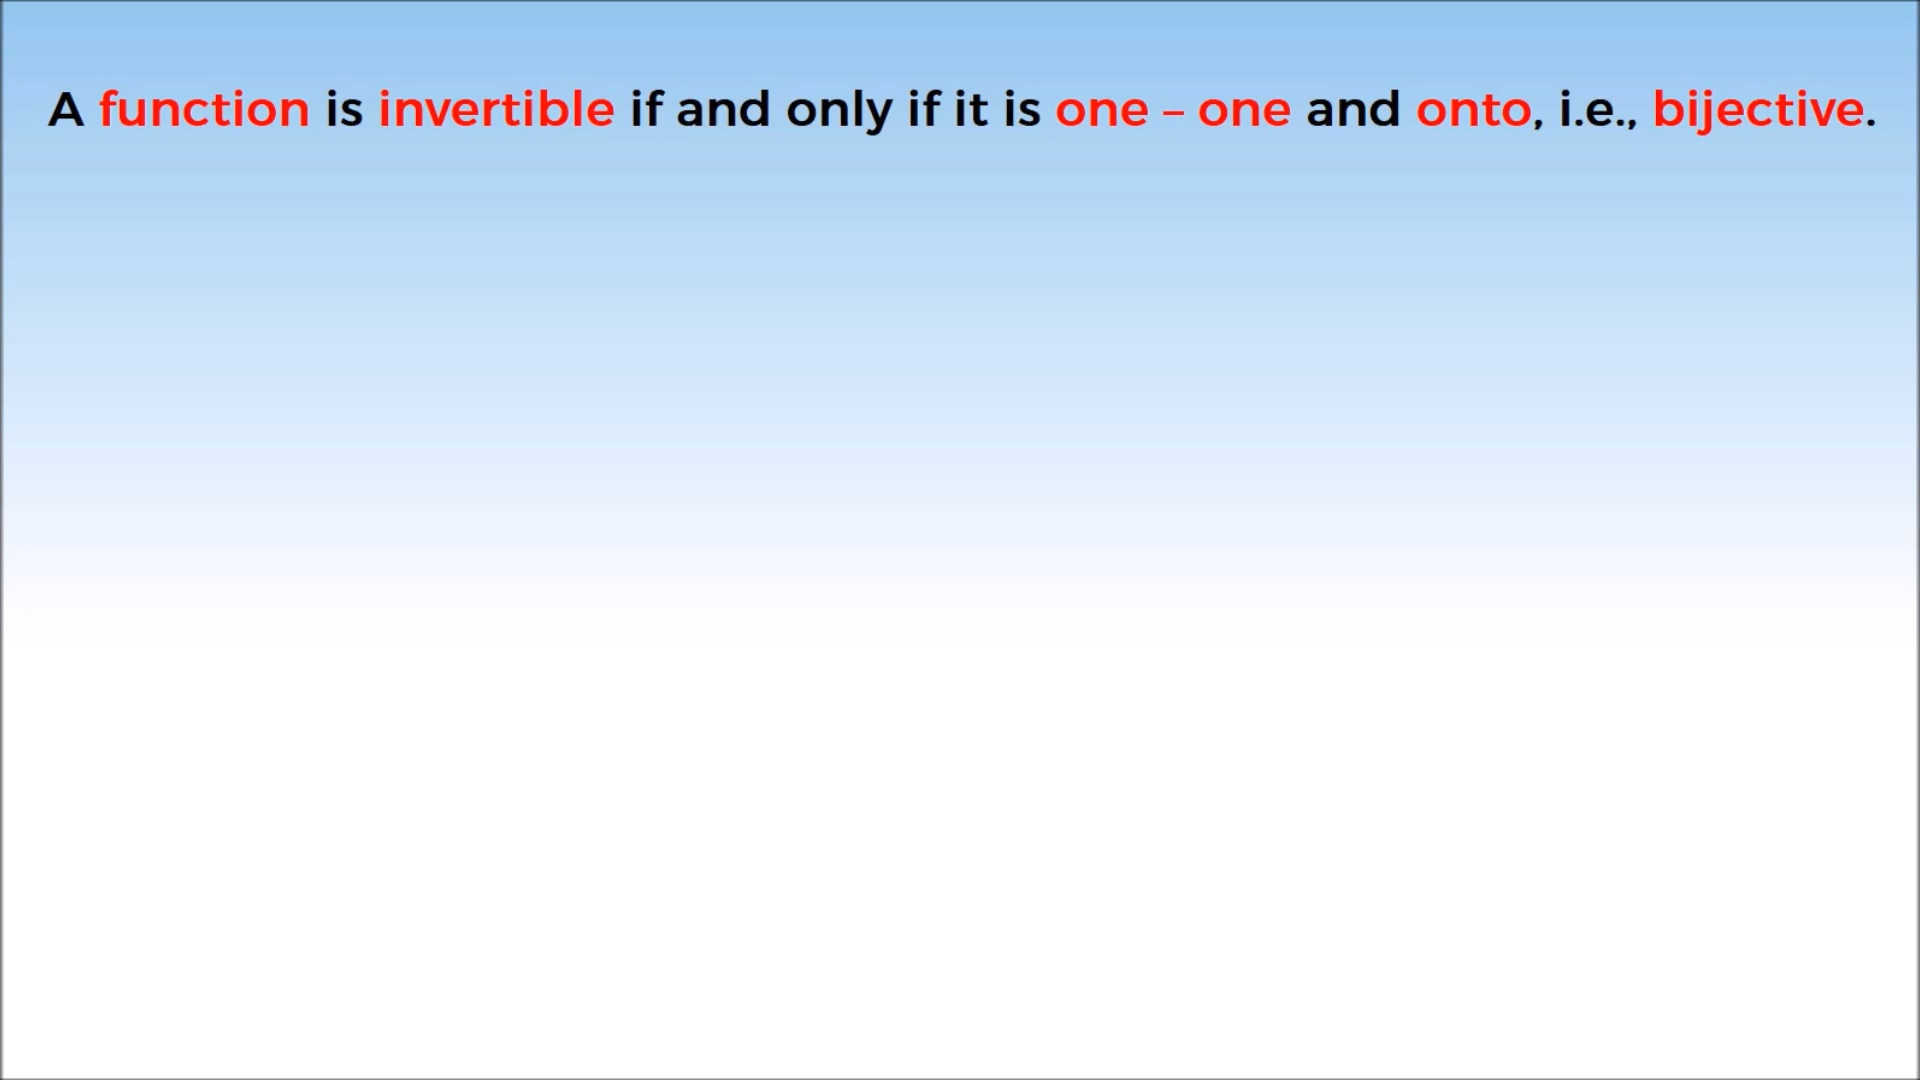 A function is invertible if and only if it is one – one and onto, i.e., bijective.